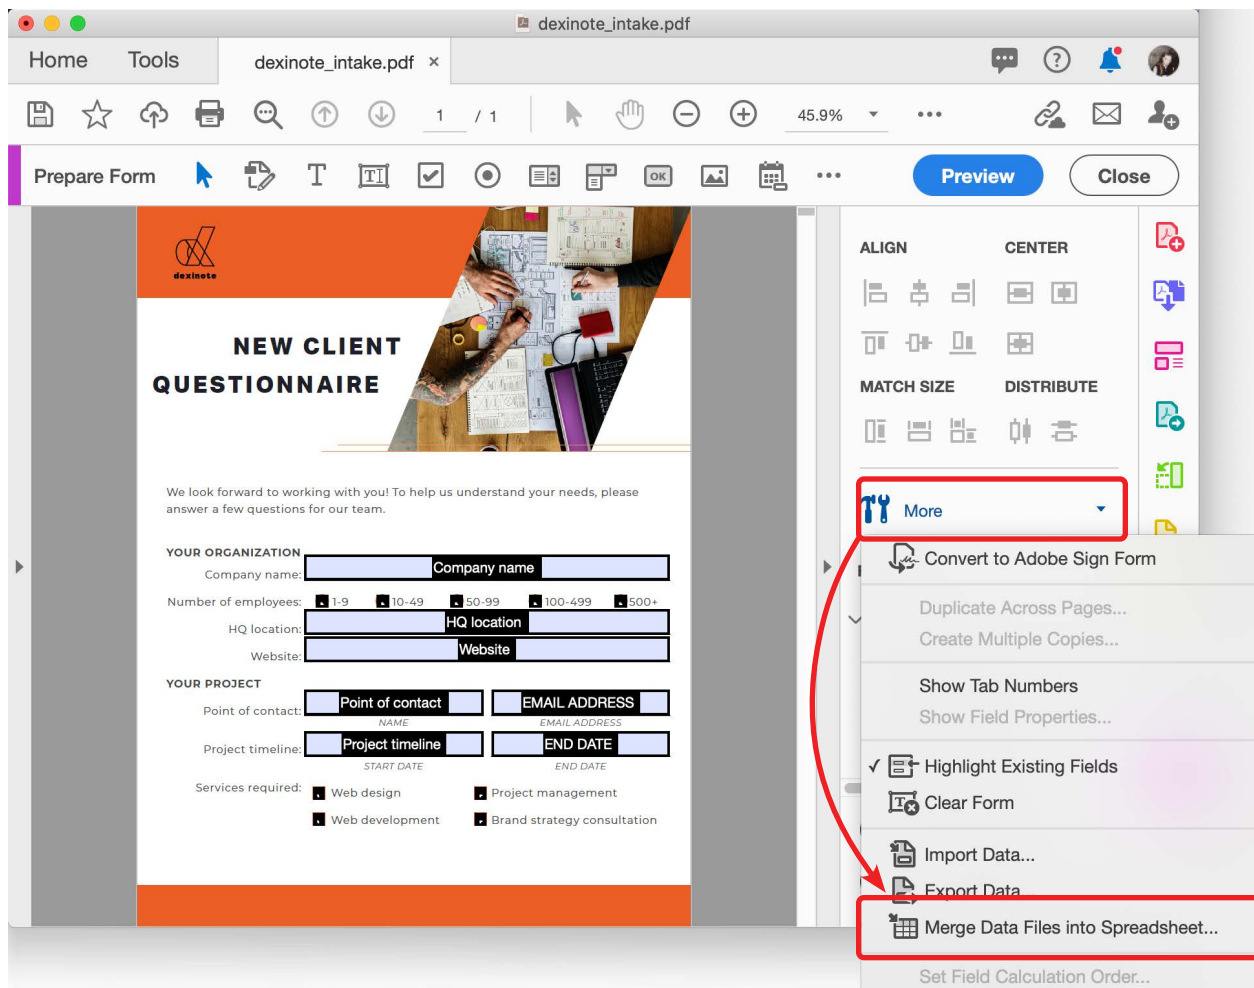 dexinote_intake.pdf
Home
Tools
dexinote_intake.pdf ×
1 / 1
45.9%
Prepare Form
T
T
OK
Preview
Close
dexinote
NEW CLIENT
QUESTIONNAIRE
We look forward to working with you! To help us understand your needs, please
answer a few questions for our team.
YOUR ORGANIZATION
Company name: Company name
Number of employees: 1-9 10-49 50-99 100-499 500+
HQ location: HQ location
Website: Website
YOUR PROJECT
Point of contact: Point of contact EMAIL ADDRESS
NAME EMAIL ADDRESS
Project timeline: Project timeline END DATE
START DATE END DATE
Services required: Web design Project management
Web development Brand strategy consultation
ALIGN CENTER
MATCH SIZE DISTRIBUTE
More
Convert to Adobe Sign Form
Duplicate Across Pages...
Create Multiple Copies...
Show Tab Numbers
Show Field Properties...
✓ Highlight Existing Fields
Clear Form
Import Data...
Export Data...
Merge Data Files into Spreadsheet...
Set Field Calculation Order...